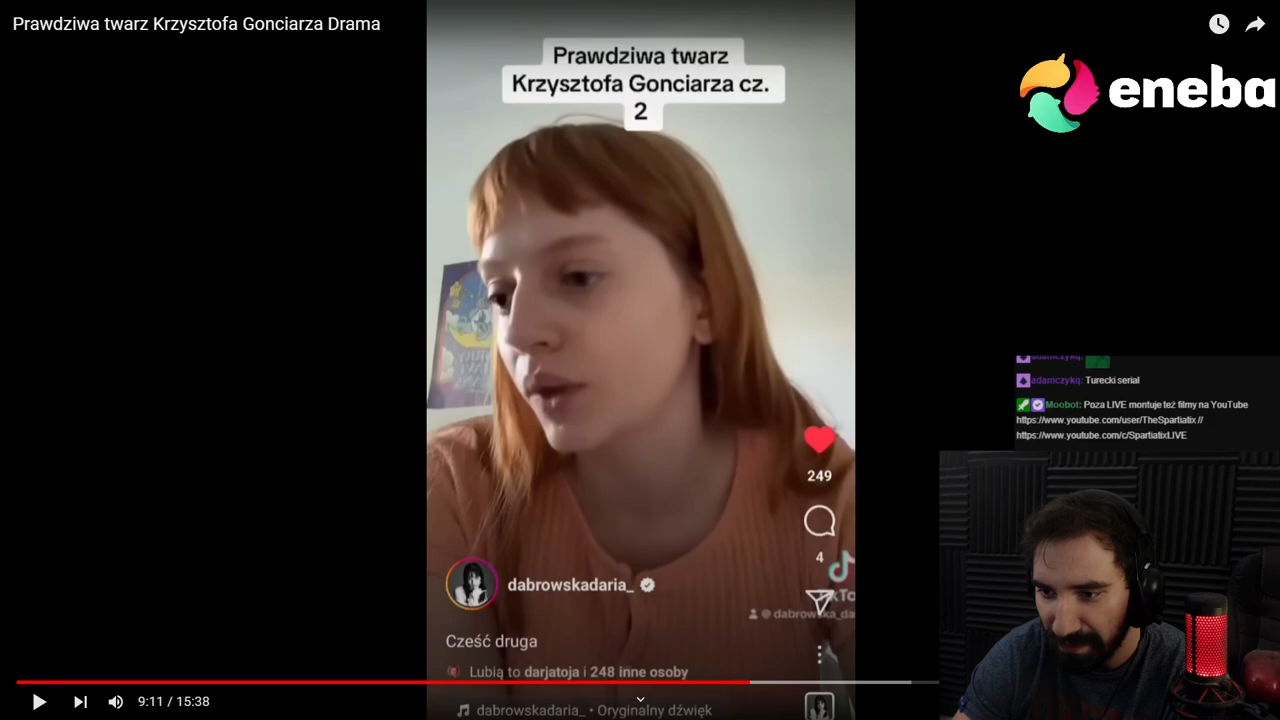 Prawdziwa twarz Krzysztofa Gonciarza Drama
Prawdziwa twarz
Krzysztofa Gonciarza cz.
2
eneba
adamczykq:
adamczykq: Turecki serial
Moobot: Poza LIVE montuje też filmy na YouTube
https://www.youtube.com/user/TheSpartiatix //
https://www.youtube.com/c/SpartiatixLIVE
249
4
dabrowskadaria_
@dabrowska_da
Cześć druga
Lubią to darjatoja i 248 inne osoby
dabrowskadaria_ • Oryginalny dźwięk
9:11 / 15:38